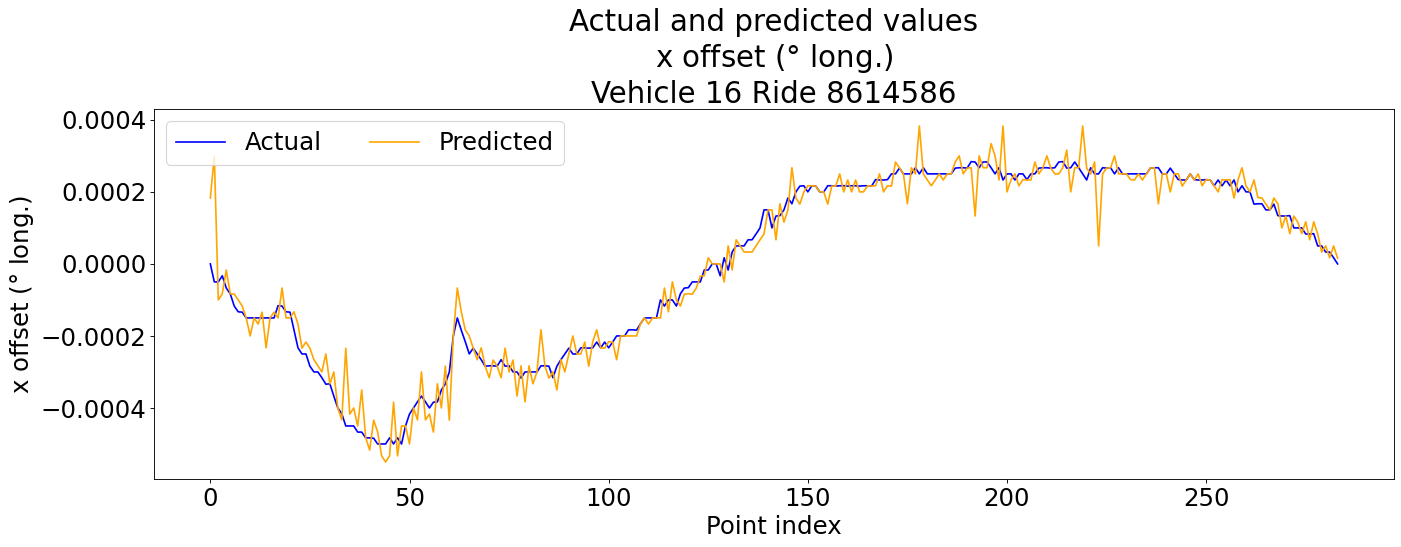 Actual and predicted values
x offset (° long.)
Vehicle 16 Ride 8614586
Actual
Predicted
x offset (° long.)
0.0004
0.0002
0.0000
−0.0002
−0.0004
0
50
100
150
200
250
Point index